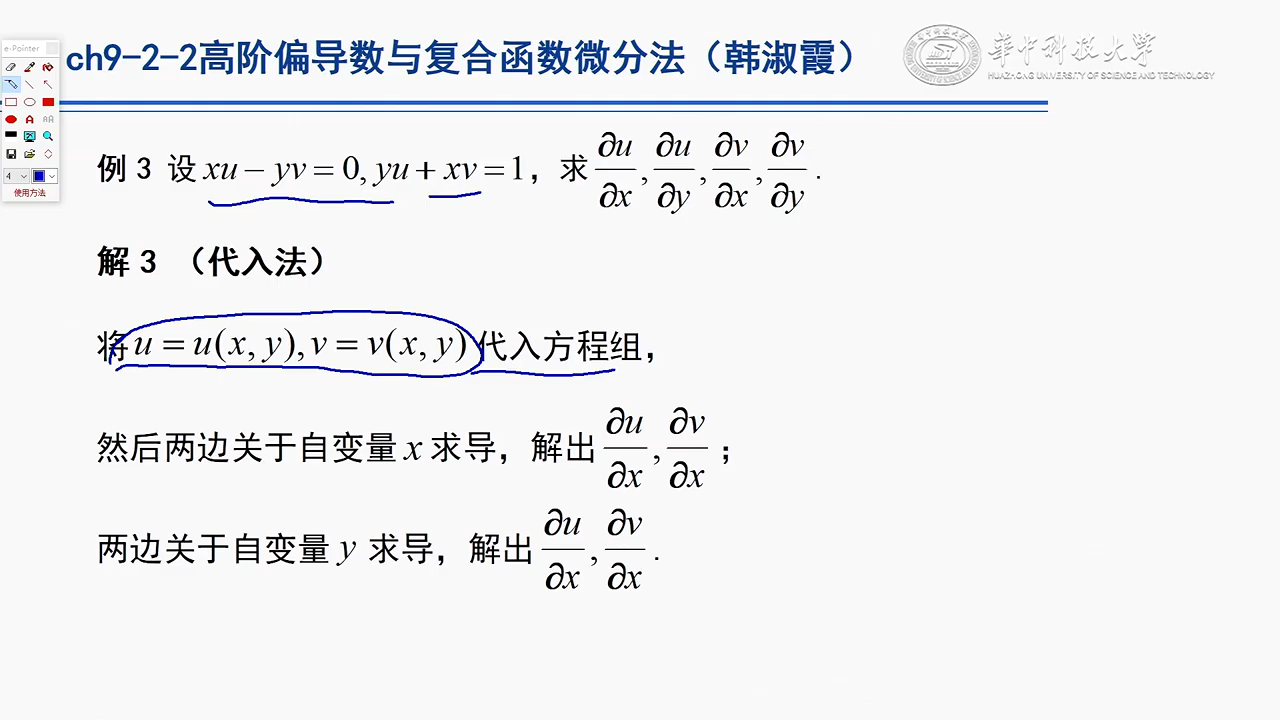 e-Pointer
ch9-2-2高阶偏导数与复合函数微分法（韩淑霞）
华中科技大学
HUAZHONG UNIVERSITY OF SCIENCE AND TECHNOLOGY
4
使用方法
例 3 设 xu − yv = 0, yu + xv = 1，求 ∂u/∂x, ∂u/∂y, ∂v/∂x, ∂v/∂y.
解 3 （代入法）
将 u = u(x, y), v = v(x, y) 代入方程组，
然后两边关于自变量 x 求导，解出 ∂u/∂x, ∂v/∂x；
两边关于自变量 y 求导，解出 ∂u/∂x, ∂v/∂x.